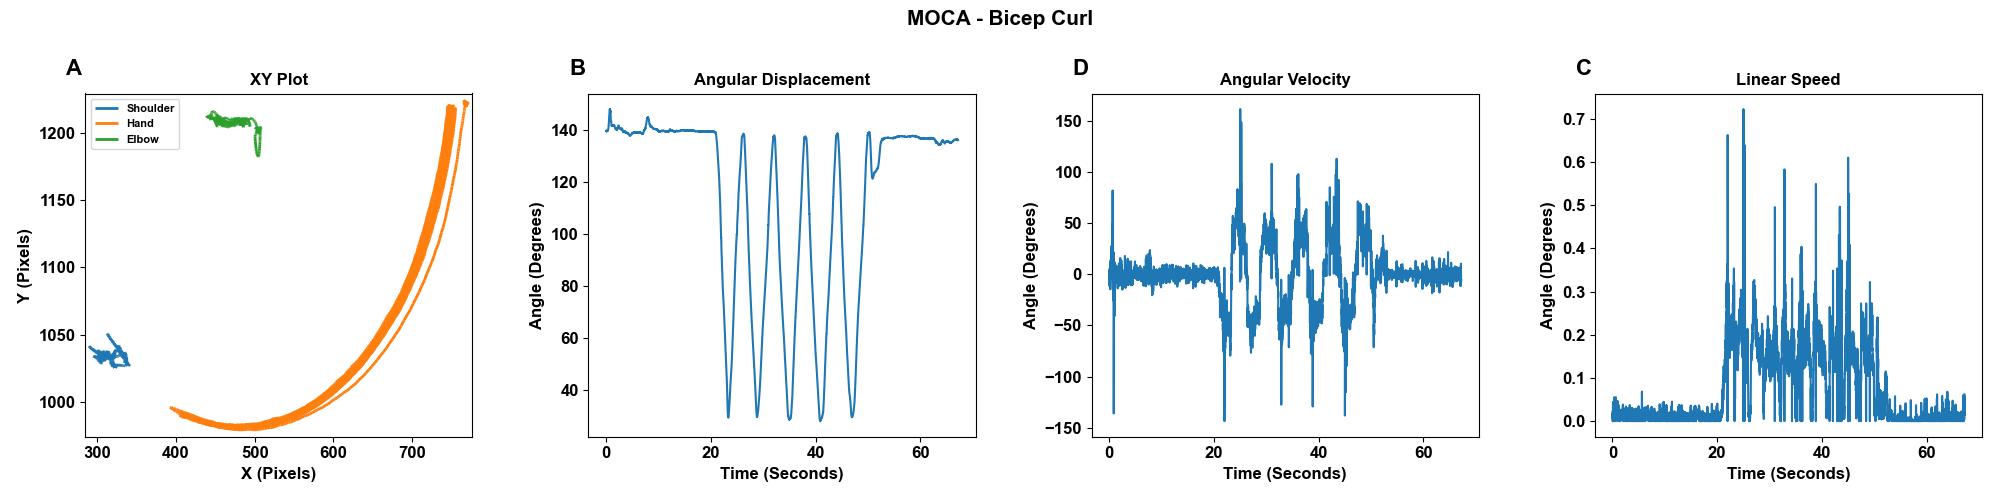 MOCA - Bicep Curl
A
XY Plot
Shoulder
Hand
Elbow
Y (Pixels)
1200
1150
1100
1050
1000
300 400 500 600 700
X (Pixels)
B
Angular Displacement
Angle (Degrees)
140
120
100
80
60
40
0 20 40 60
Time (Seconds)
D
Angular Velocity
Angle (Degrees)
150
100
50
0
−50
−100
−150
0 20 40 60
Time (Seconds)
C
Linear Speed
Angle (Degrees)
0.7
0.6
0.5
0.4
0.3
0.2
0.1
0.0
0 20 40 60
Time (Seconds)